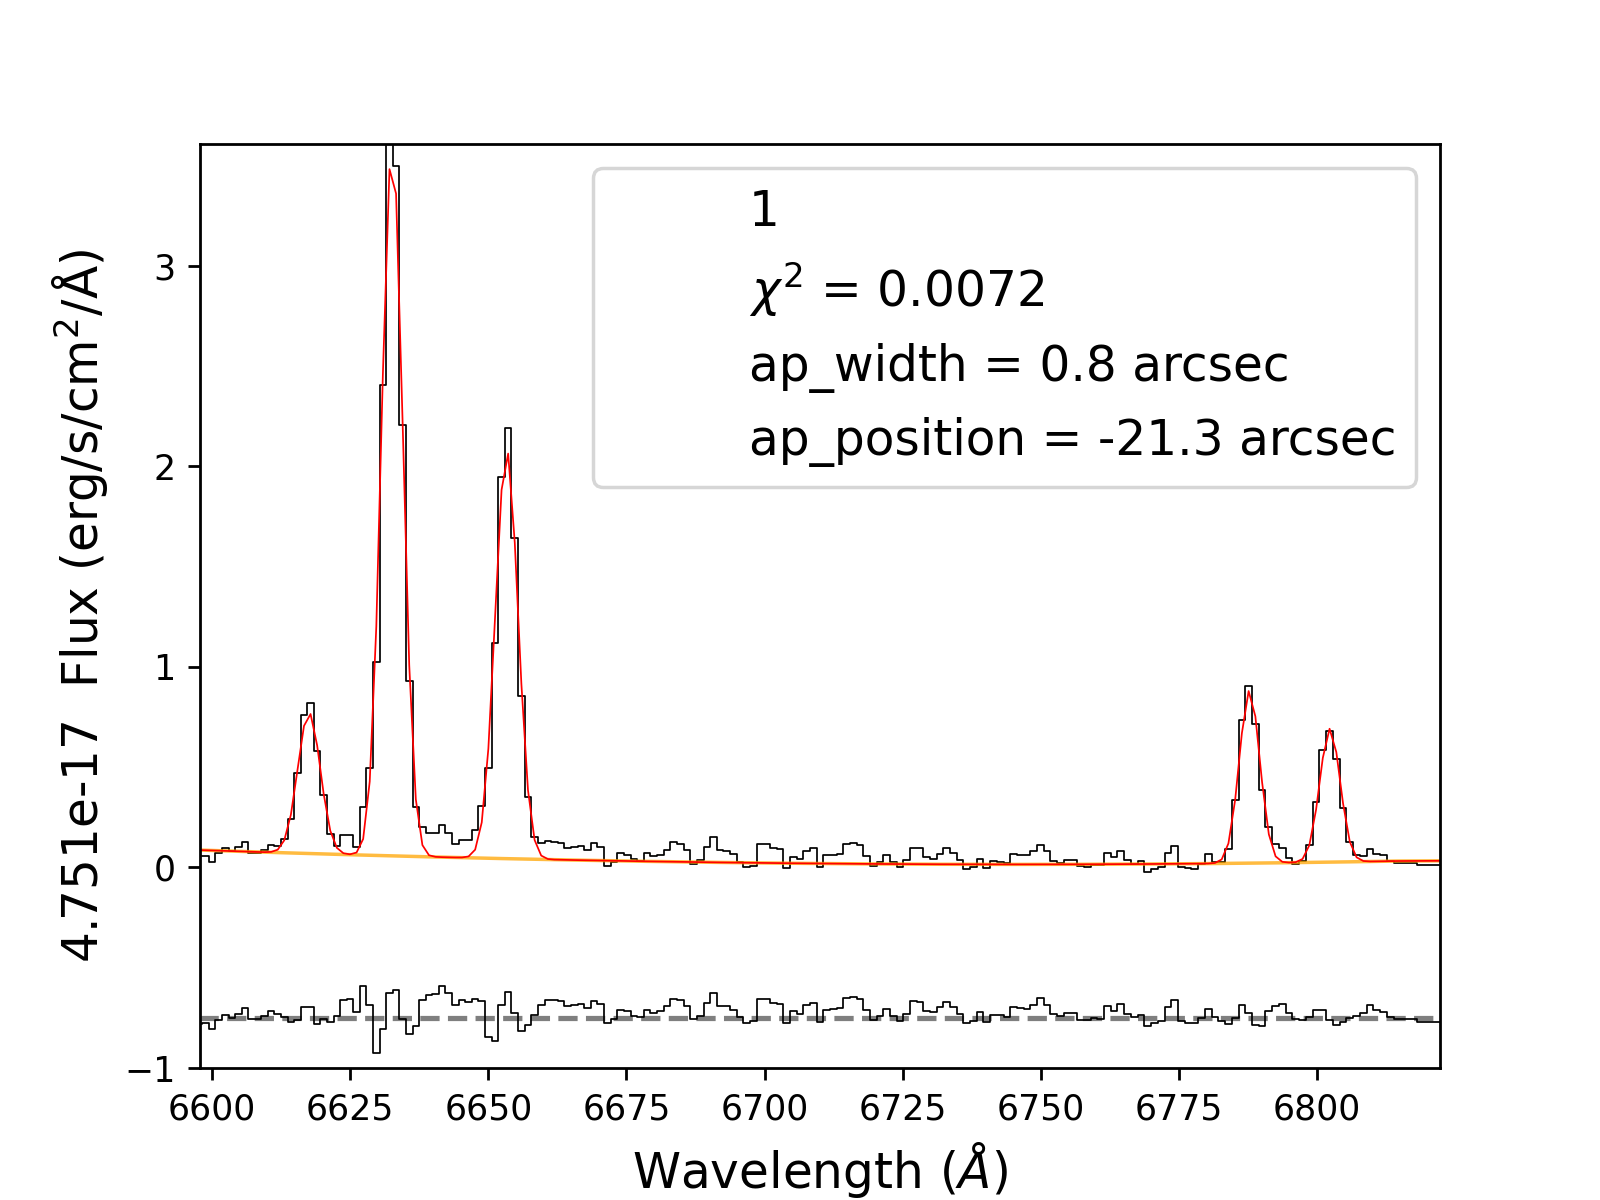 1
χ² = 0.0072
ap_width = 0.8 arcsec
ap_position = -21.3 arcsec
4.751e-17 Flux (erg/s/cm²/Å)
3
2
1
0
−1
6600 6625 6650 6675 6700 6725 6750 6775 6800
Wavelength (Å)